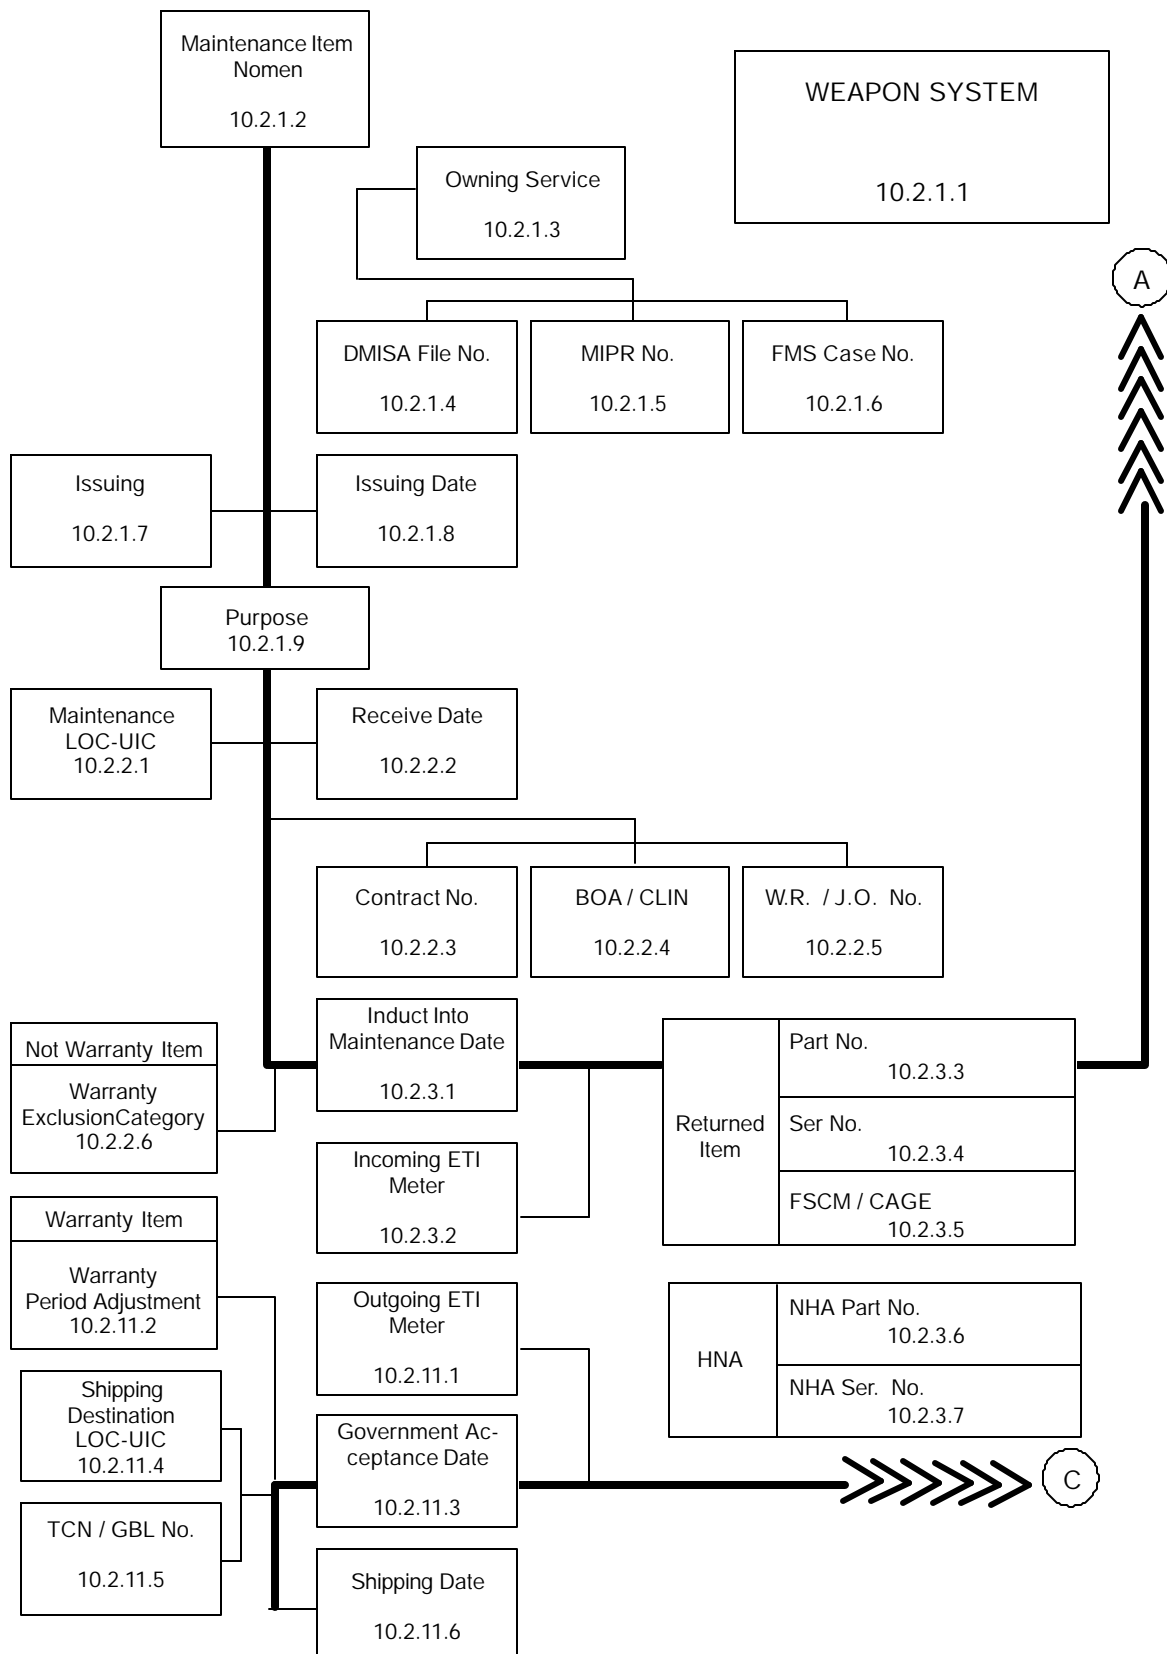 Maintenance Item
Nomen
10.2.1.2
WEAPON SYSTEM
10.2.1.1
Owning Service
10.2.1.3
A
DMISA File No.
10.2.1.4
MIPR No.
10.2.1.5
FMS Case No.
10.2.1.6
Issuing
10.2.1.7
Issuing Date
10.2.1.8
Purpose
10.2.1.9
Maintenance
LOC-UIC
10.2.2.1
Receive Date
10.2.2.2
Contract No.
10.2.2.3
BOA / CLIN
10.2.2.4
W.R. / J.O. No.
10.2.2.5
Induct Into
Maintenance Date
10.2.3.1
Not Warranty Item
Warranty
ExclusionCategory
10.2.2.6
Incoming ETI
Meter
10.2.3.2
Returned
Item
Part No.
10.2.3.3
Ser No.
10.2.3.4
FSCM / CAGE
10.2.3.5
Warranty Item
Warranty
Period Adjustment
10.2.11.2
Outgoing ETI
Meter
10.2.11.1
HNA
NHA Part No.
10.2.3.6
NHA Ser. No.
10.2.3.7
Shipping
Destination
LOC-UIC
10.2.11.4
Government Ac-
ceptance Date
10.2.11.3
C
TCN / GBL No.
10.2.11.5
Shipping Date
10.2.11.6